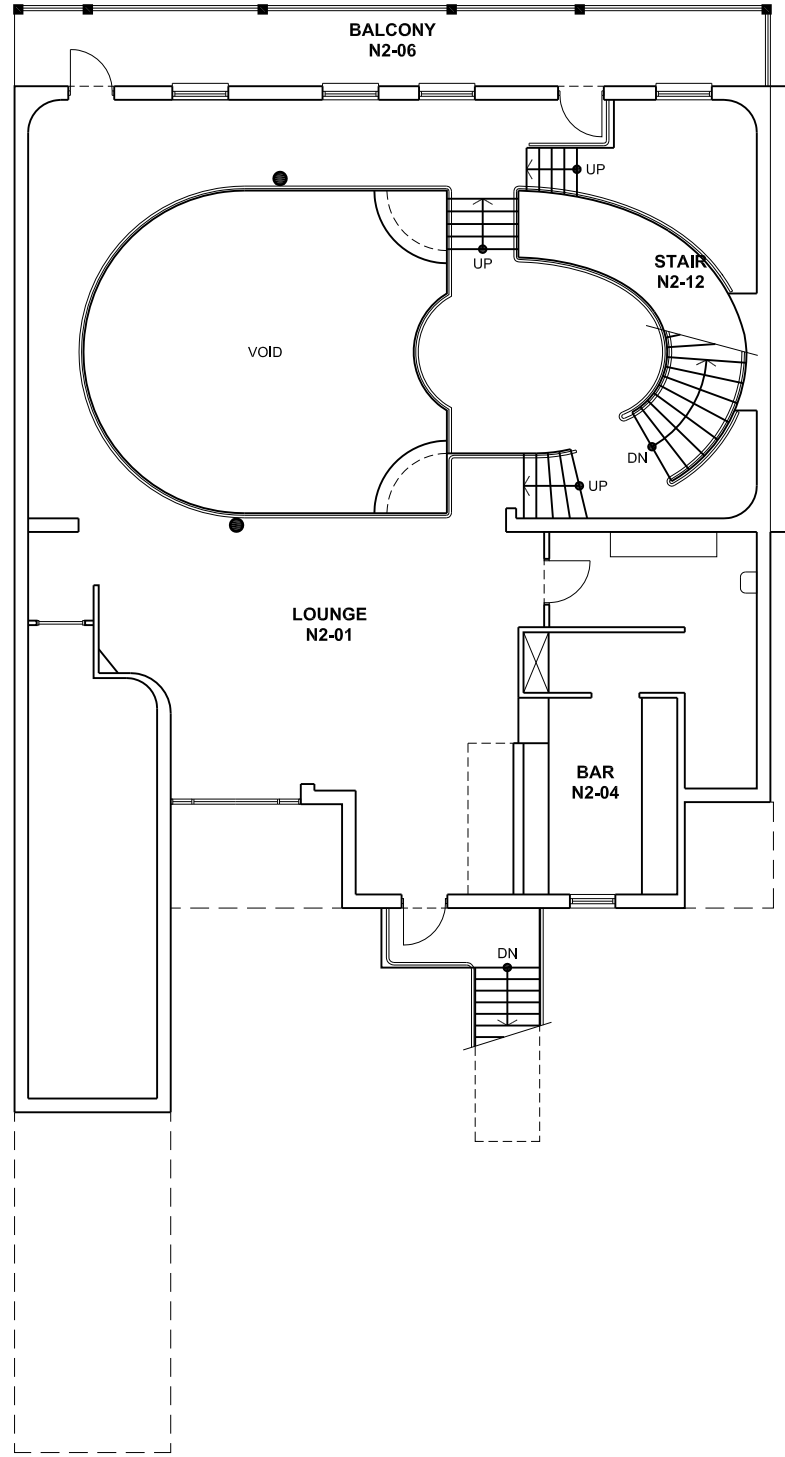 BALCONY
N2-06
UP
STAIR
N2-12
UP
VOID
DN
UP
LOUNGE
N2-01
BAR
N2-04
DN